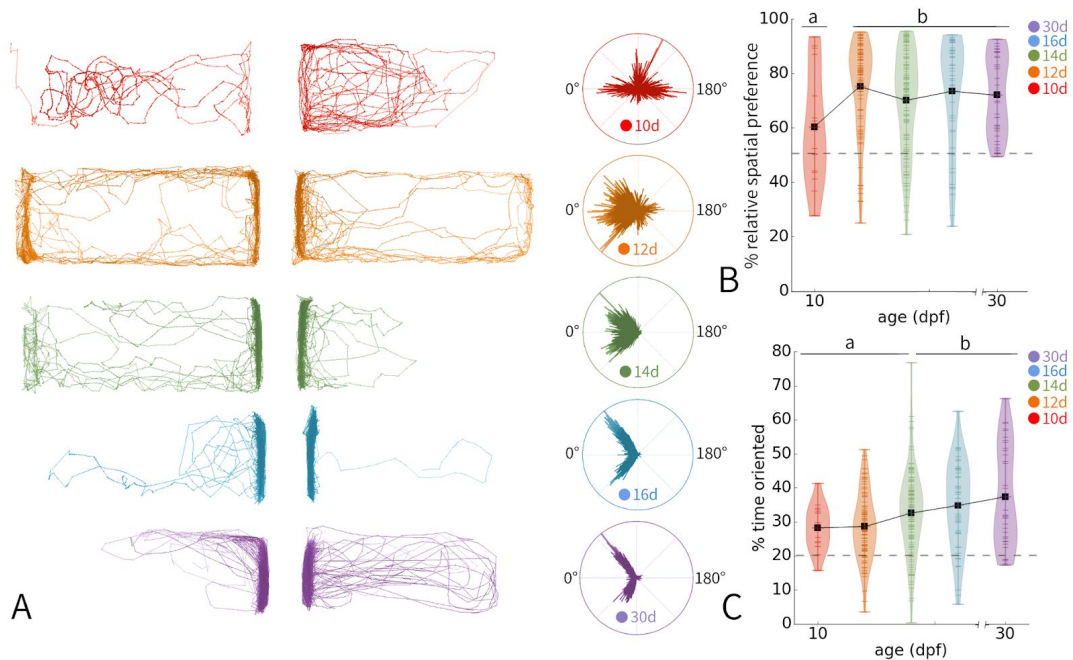 A
0°
180°
10d
0°
180°
12d
0°
180°
14d
0°
180°
16d
0°
180°
30d
B
a
b
100
80
60
40
20
0
% relative spatial preference
10
30
age (dpf)
30d
16d
14d
12d
10d
C
a
b
80
70
60
50
40
30
20
10
0
% time oriented
10
30
age (dpf)
30d
16d
14d
12d
10d